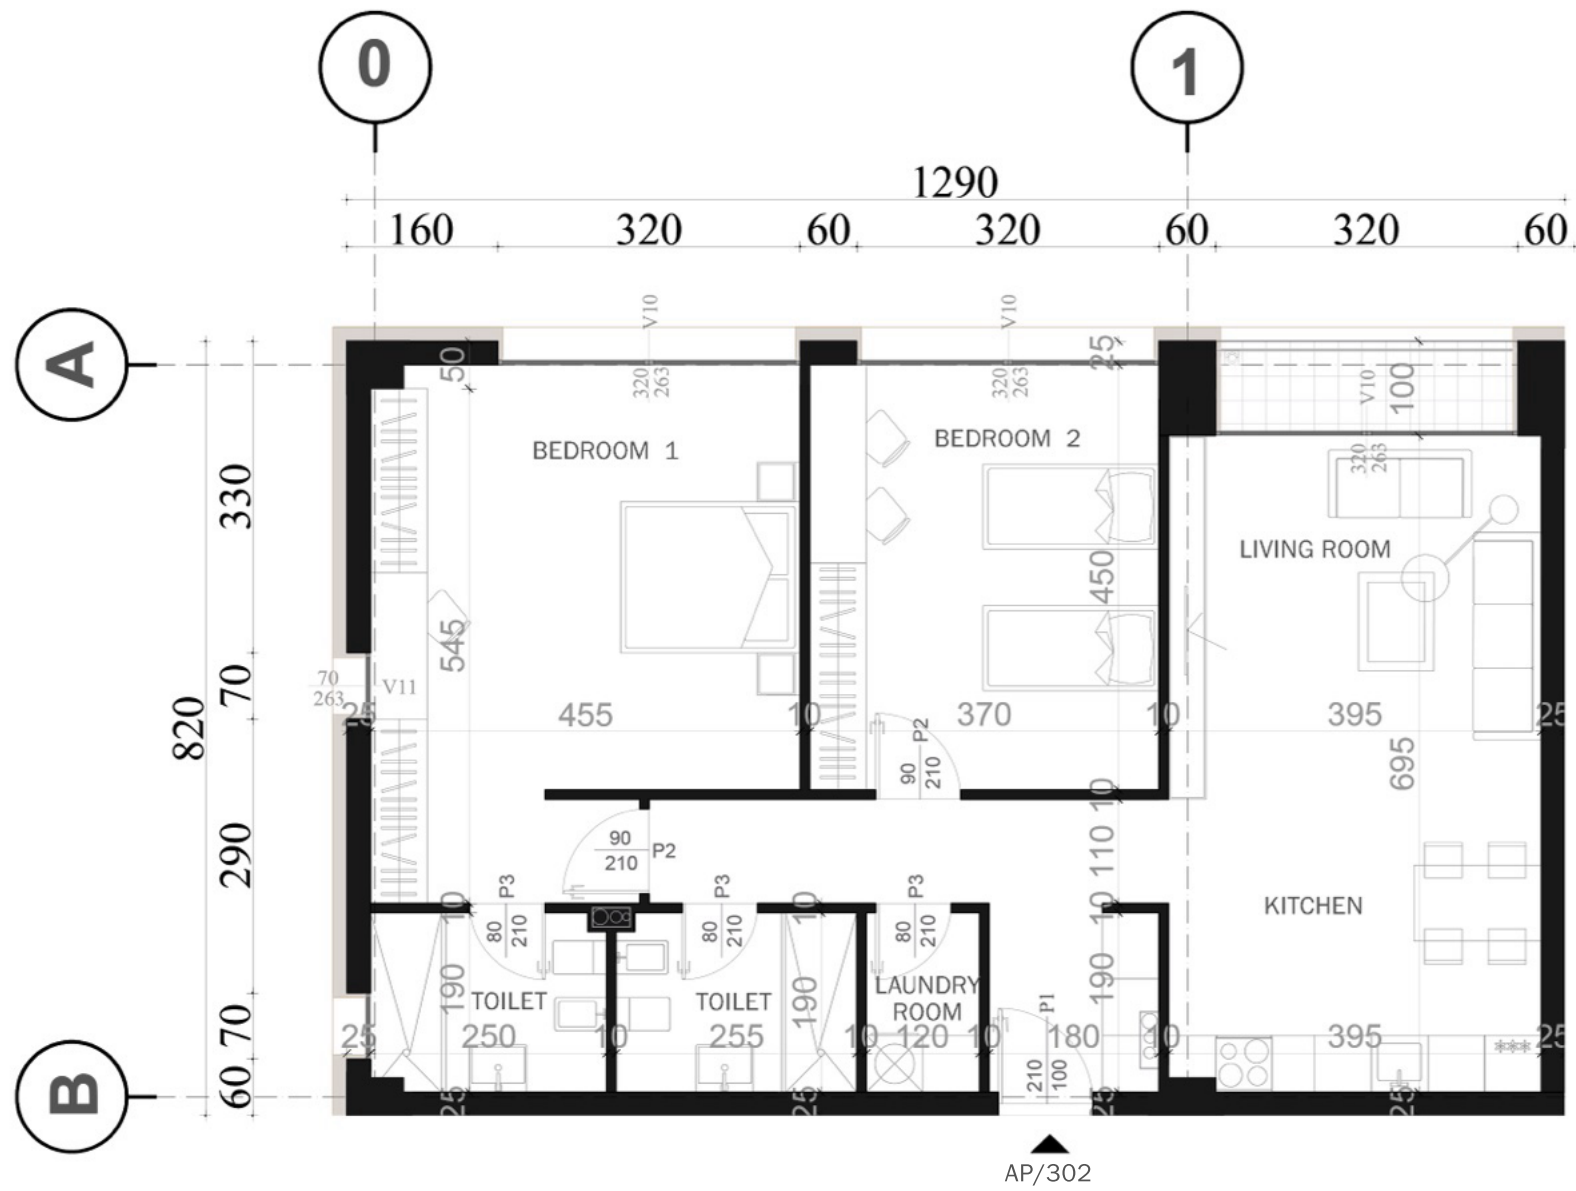 0
1
1290
160 320 60 320 60 320 60
A
V10
V10
50
320
263
320
263
25
V10
100
320
263
BEDROOM 1
BEDROOM 2
LIVING ROOM
330
450
545
70
263
V11
70
820
25 455 10 370 10 395 25
90
210
P2
695
10
90
210
P2
110
290
10
P3
80
210
10
P3
80
210
P3
80
210
10
KITCHEN
190
TOILET
TOILET
190
LAUNDRY
ROOM
190
P1
210
100
70
25 250 10 255 10 120 10 180 10 395 25
60
25
25
25
25
B
AP/302